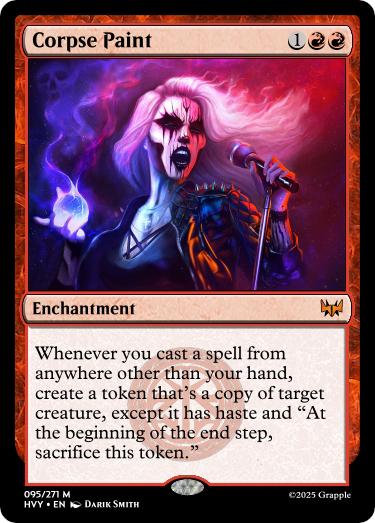 Corpse Paint 1
Enchantment
Whenever you cast a spell from
anywhere other than your hand,
create a token that's a copy of target
creature, except it has haste and “At
the beginning of the end step,
sacrifice this token.”
095/271 M
HVY • EN Darik Smith
©2025 Grapple